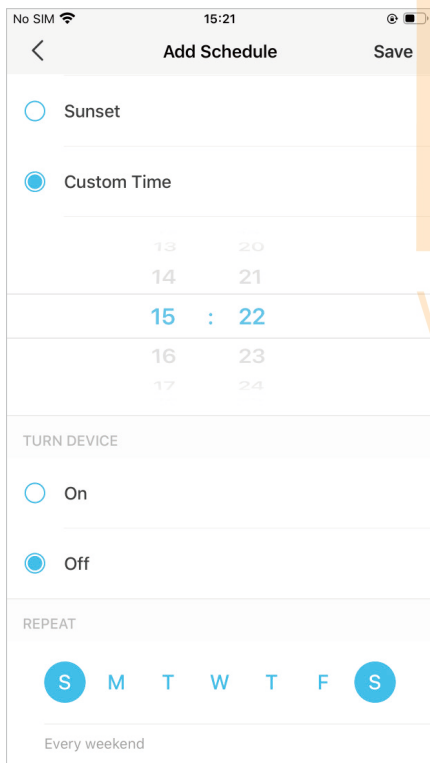 No SIM 15:21
Add Schedule Save
Sunset
Custom Time
13 20
14 21
15 : 22
16 23
17 24
TURN DEVICE
On
Off
REPEAT
S M T W T F S
Every weekend